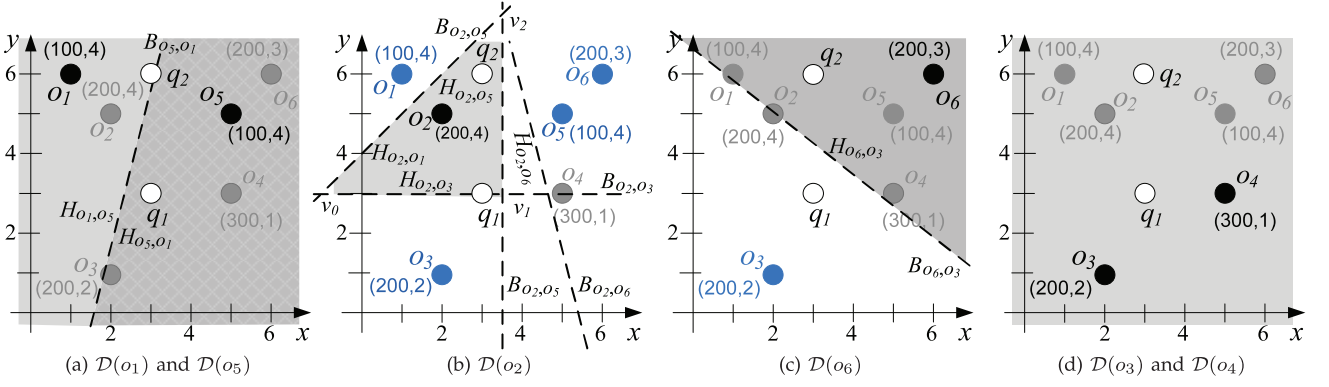 y
(100,4)
B_{o5,o1}
(200,3)
6
o1
q2
(200,4)
o5
o6
o2
(100,4)
4
o4
H_{o1,o5}
q1
(300,1)
2
H_{o5,o1}
o3
(200,2)
2 4 6 x
(a) D(o1) and D(o5)
v2
B_{o2,o5}
y
(100,4)
q2
(200,3)
6
o1
o6
H_{o2,o5}
o2
(200,4)
o5 (100,4)
4
H_{o2,o1}
H_{o2,o6}
o4
H_{o2,o3}
B_{o2,o3}
v0
q1
v1
(300,1)
2
o3
(200,2)
B_{o2,o5}
B_{o2,o6}
2 4 6 x
(b) D(o2)
y
(100,4)
(200,3)
6
o1
q2
o6
o2
o5
(200,4)
(100,4)
4
H_{o6,o3}
o4
q1
(300,1)
2
o3
B_{o6,o3}
(200,2)
2 4 6 x
(c) D(o6)
y
(100,4)
(200,3)
6
q2
o1
o2
o5
o6
(200,4)
(100,4)
4
o4
q1
(300,1)
2
o3
(200,2)
2 4 6 x
(d) D(o3) and D(o4)